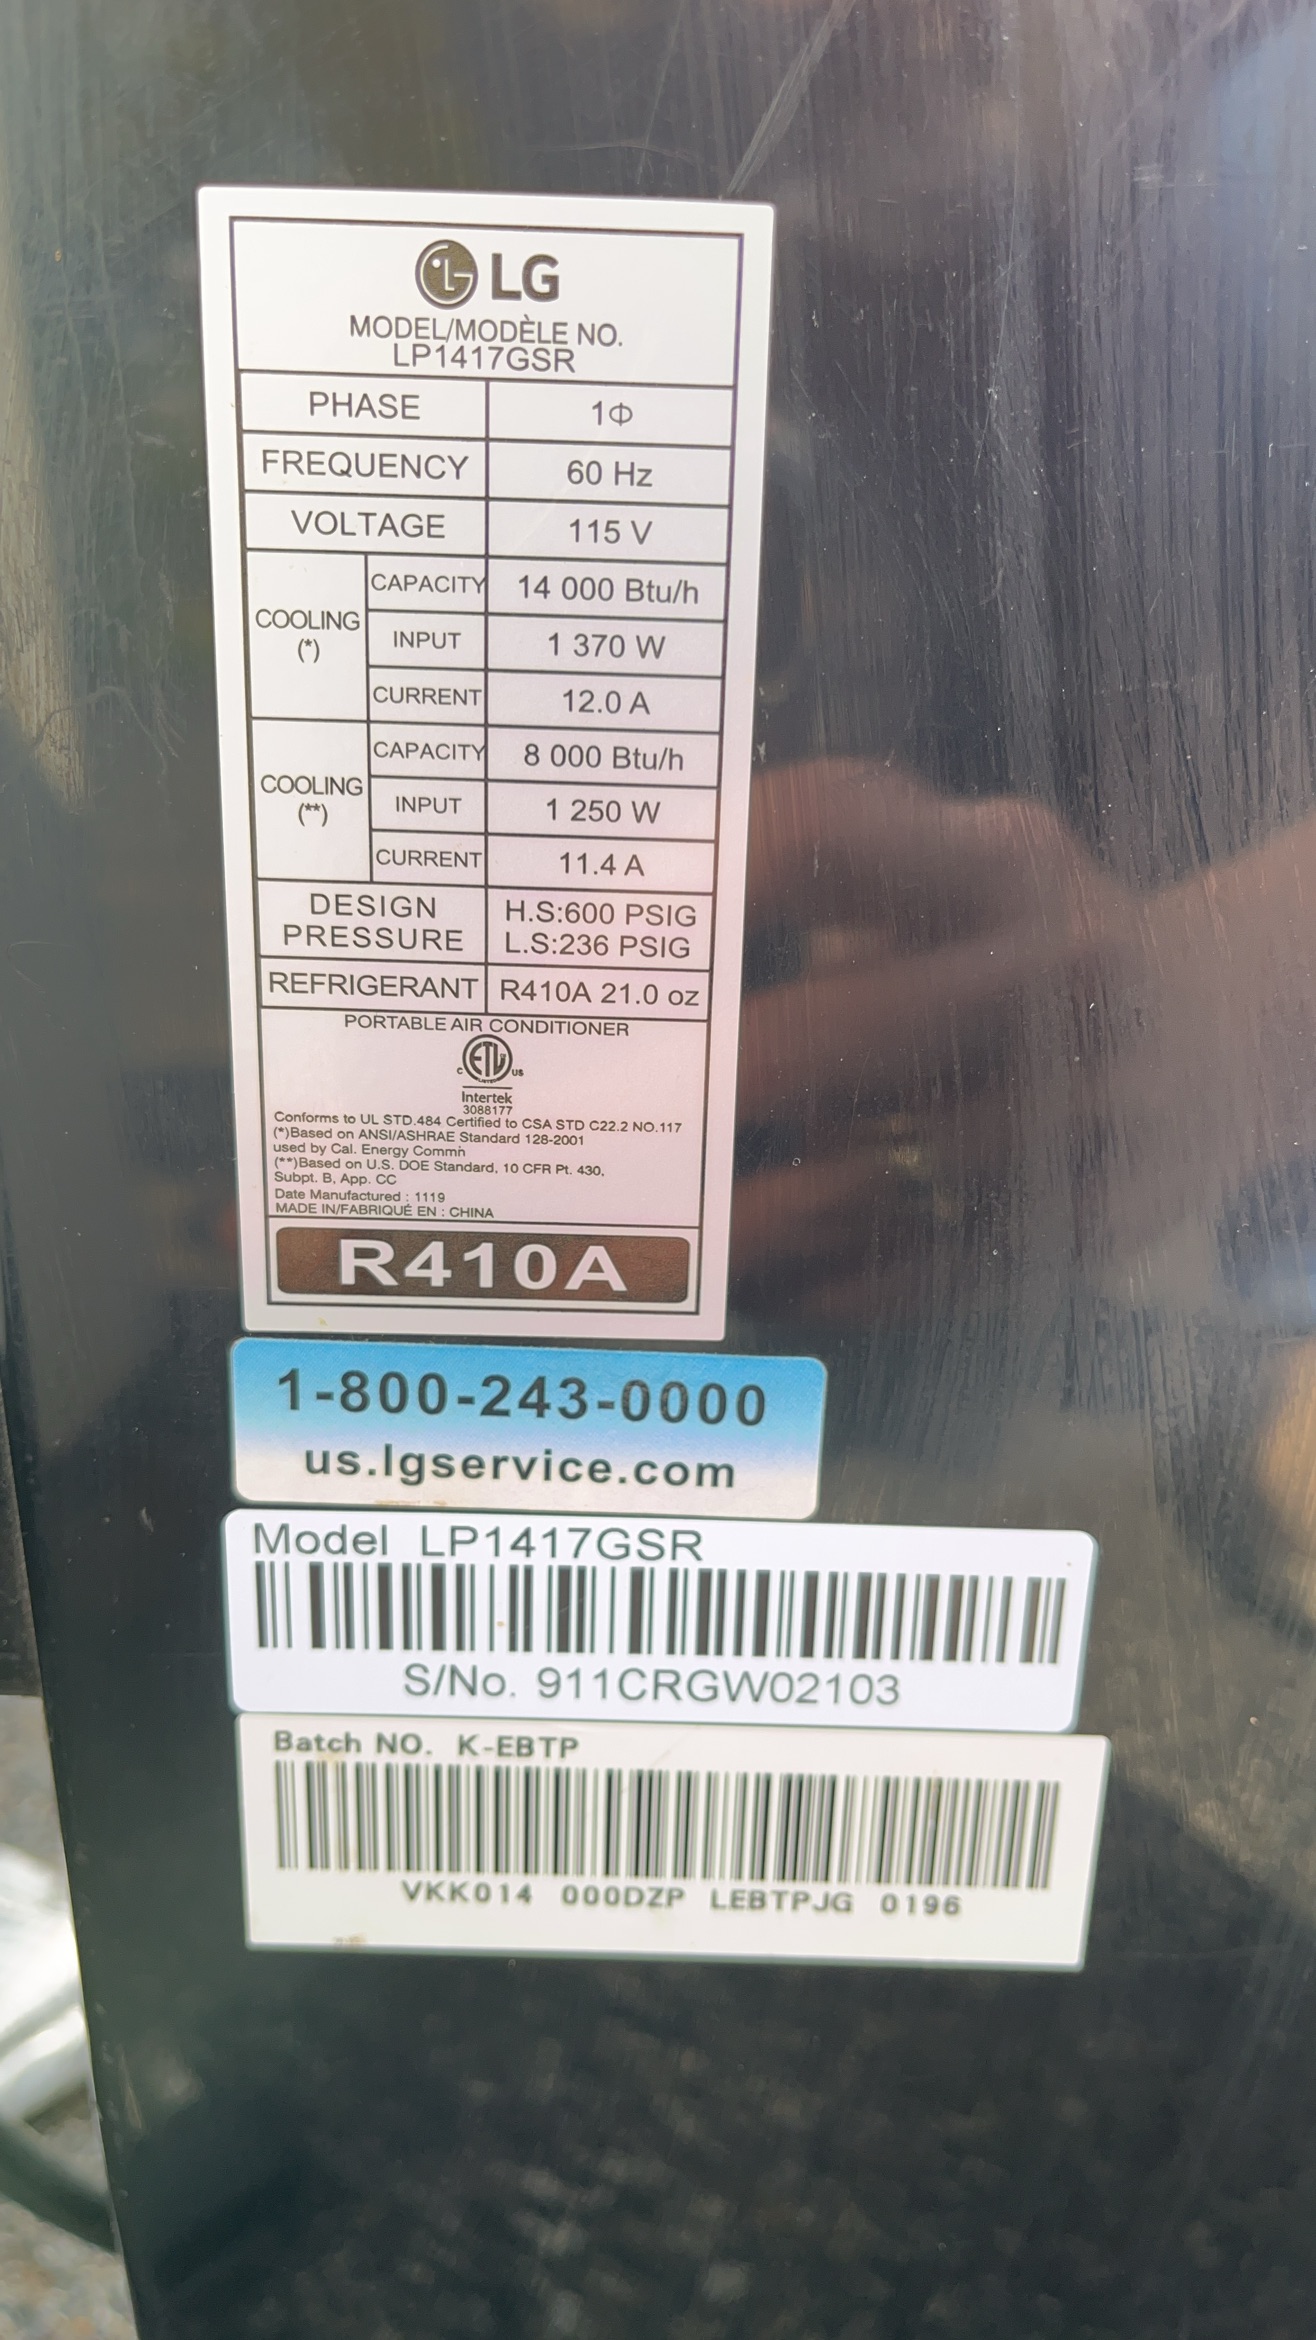 LG
MODEL/MODÈLE NO.
LP1417GSR
PHASE 1Φ
FREQUENCY 60 Hz
VOLTAGE 115 V
COOLING (*)
CAPACITY 14 000 Btu/h
INPUT 1 370 W
CURRENT 12.0 A
COOLING (**)
CAPACITY 8 000 Btu/h
INPUT 1 250 W
CURRENT 11.4 A
DESIGN PRESSURE H.S:600 PSIG
L.S:236 PSIG
REFRIGERANT R410A 21.0 oz
PORTABLE AIR CONDITIONER
C ETL US
LISTED
Intertek
3088177
Conforms to UL STD.484 Certified to CSA STD C22.2 NO.117
(*)Based on ANSI/ASHRAE Standard 128-2001
used by Cal. Energy Commh
(**)Based on U.S. DOE Standard, 10 CFR Pt. 430,
Subpt. B, App. CC
Date Manufactured : 1119
MADE IN/FABRIQUÉ EN : CHINA
R410A
1-800-243-0000
us.lgservice.com
Model LP1417GSR
S/No. 911CRGW02103
Batch NO. K-EBTP
VKK014 000DZP LEBTPJG 0196